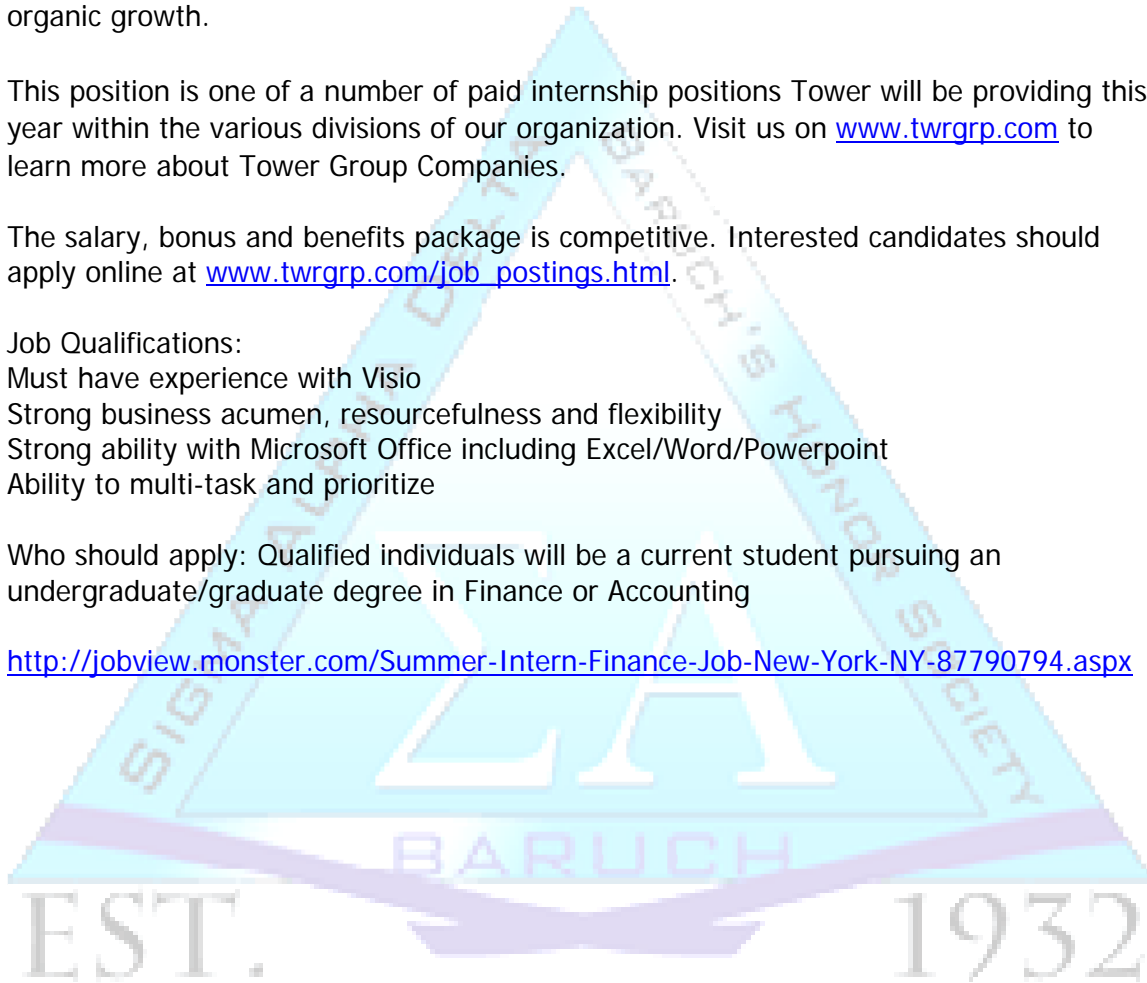 organic growth.
This position is one of a number of paid internship positions Tower will be providing this
year within the various divisions of our organization. Visit us on www.twrgrp.com to
learn more about Tower Group Companies.
The salary, bonus and benefits package is competitive. Interested candidates should
apply online at www.twrgrp.com/job_postings.html.
Job Qualifications:
Must have experience with Visio
Strong business acumen, resourcefulness and flexibility
Strong ability with Microsoft Office including Excel/Word/Powerpoint
Ability to multi-task and prioritize
Who should apply: Qualified individuals will be a current student pursuing an
undergraduate/graduate degree in Finance or Accounting
http://jobview.monster.com/Summer-Intern-Finance-Job-New-York-NY-87790794.aspx
SIGMA ALPHA DELTA
BARUCH'S HONOR SOCIETY
ΣΑ
BARUCH
EST. 1932